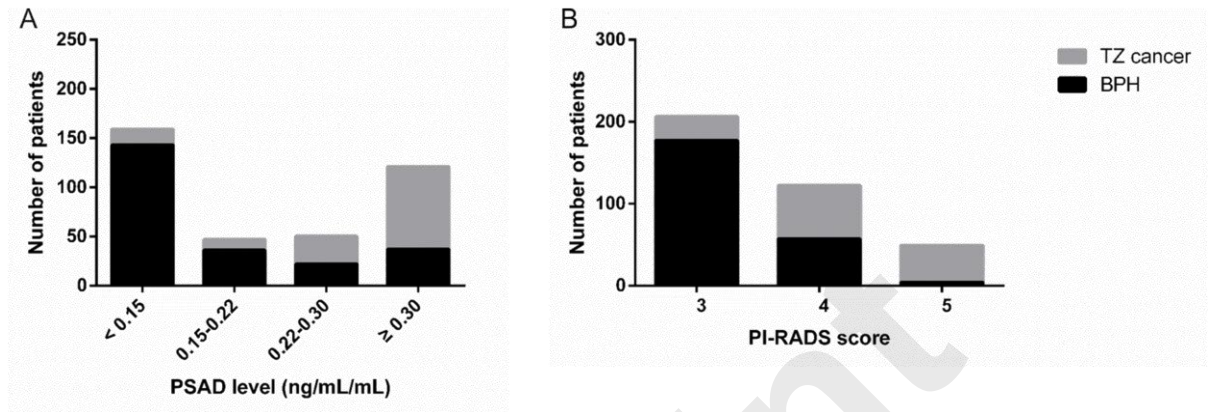 A
250
200
150
100
50
0
Number of patients
< 0.15
0.15-0.22
0.22-0.30
≥ 0.30
PSAD level (ng/mL/mL)
B
300
200
100
0
Number of patients
3
4
5
PI-RADS score
TZ cancer
BPH